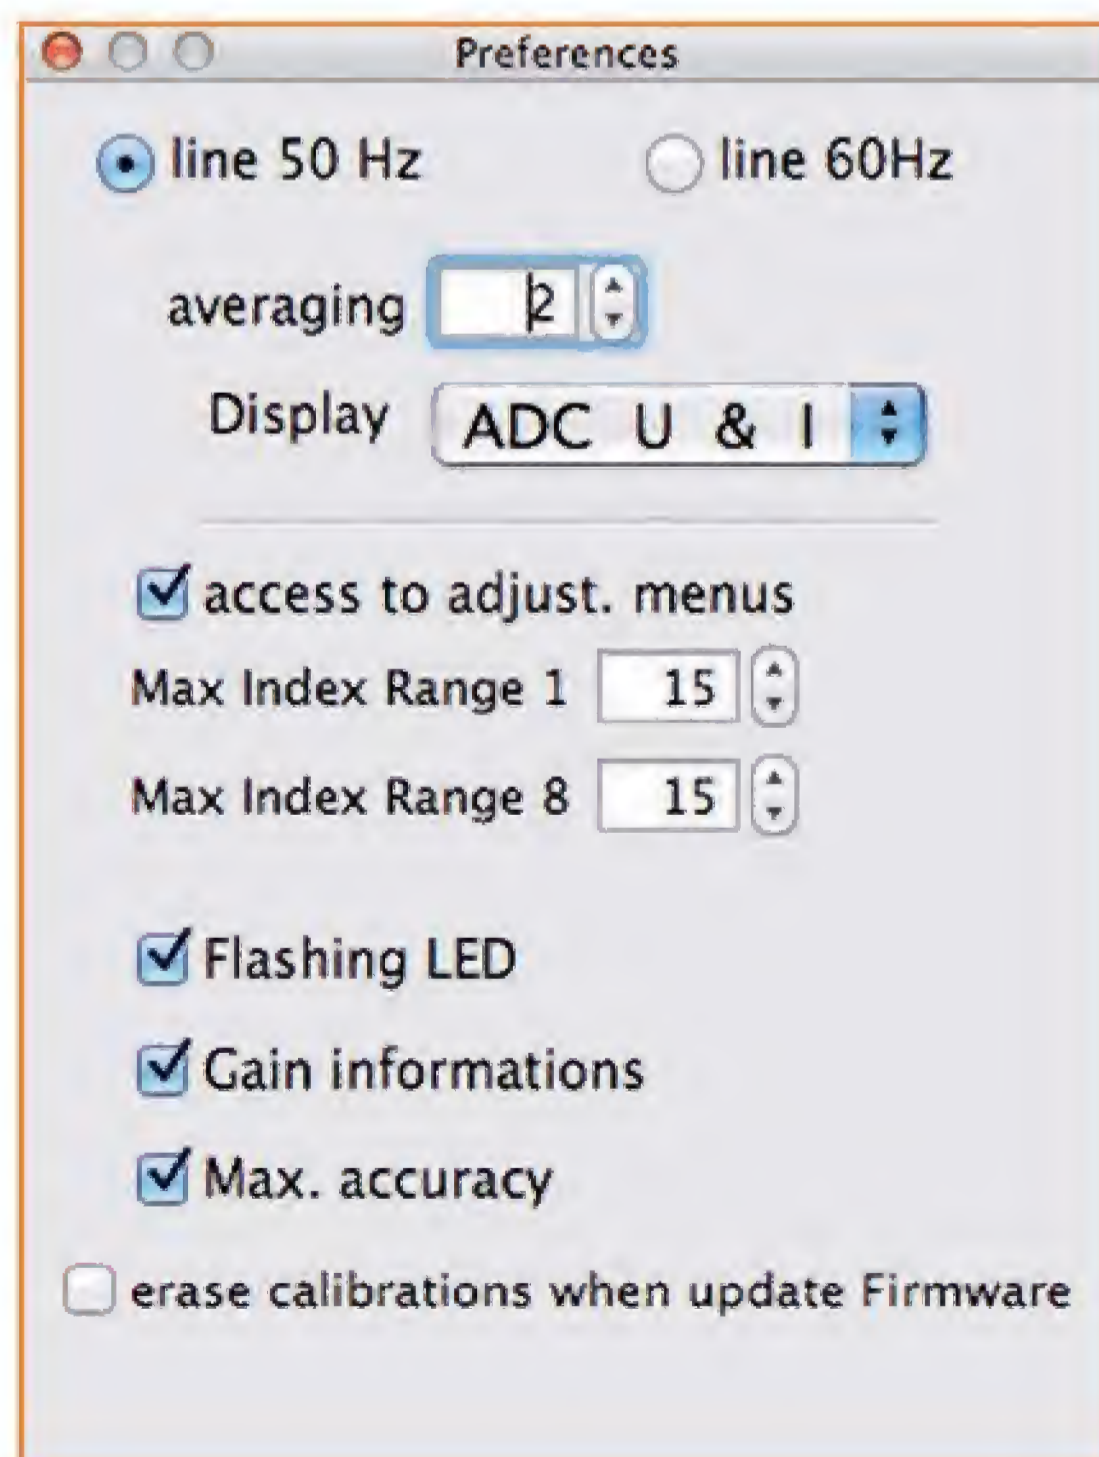 Preferences
line 50 Hz line 60Hz
averaging 2
Display ADC U & I
access to adjust. menus
Max Index Range 1 15
Max Index Range 8 15
Flashing LED
Gain informations
Max. accuracy
erase calibrations when update Firmware